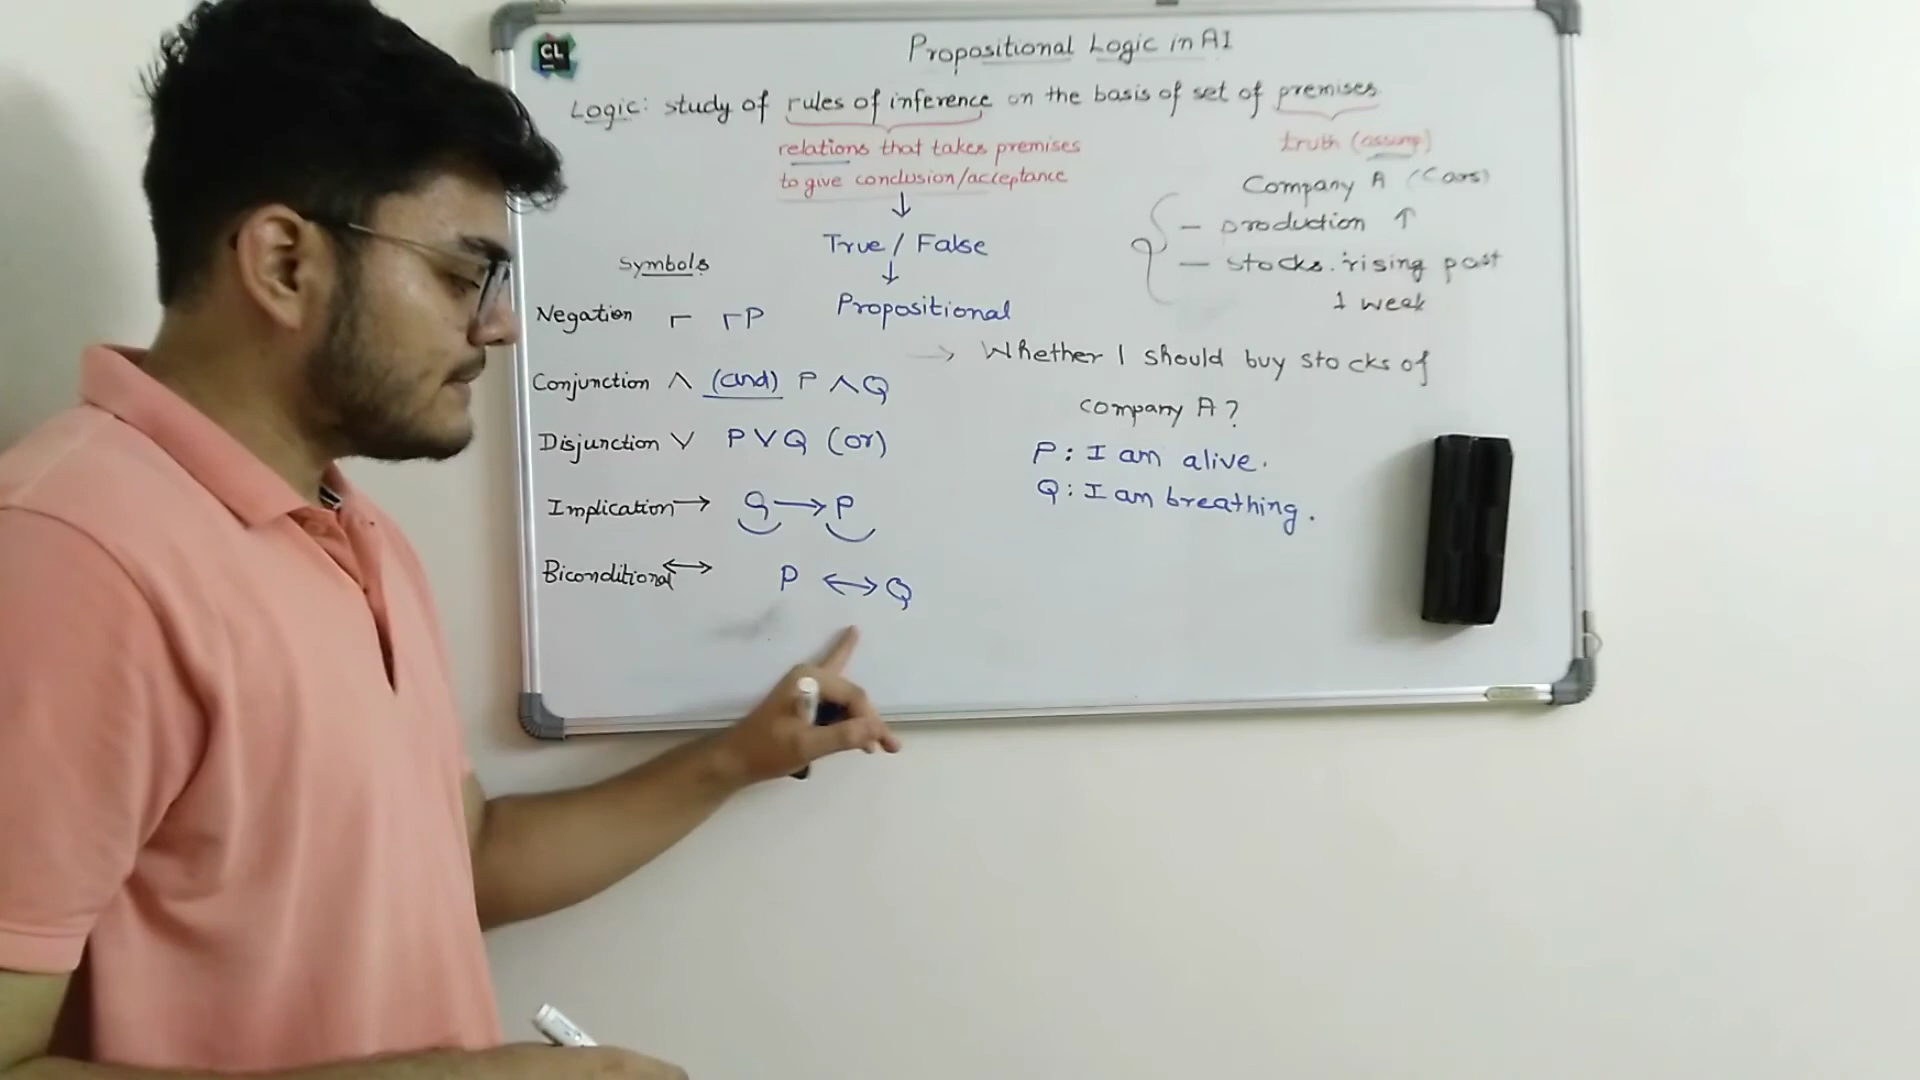 CL
Propositional Logic in AI
Logic: study of rules of inference on the basis of set of premises
relations that takes premises
to give conclusion/acceptance
truth (assump)
Company A (Cars)
– production ↑
– stocks rising past
1 week
↓
True / False
↓
Propositional
→ Whether I should buy stocks of
company A?
P: I am alive.
Q: I am breathing.
Symbols
Negation ┌ ┌P
Conjunction ∧ (and) P ∧ Q
Disjunction ∨ P ∨ Q (or)
Implication → Q → P
Biconditional ↔ P ↔ Q